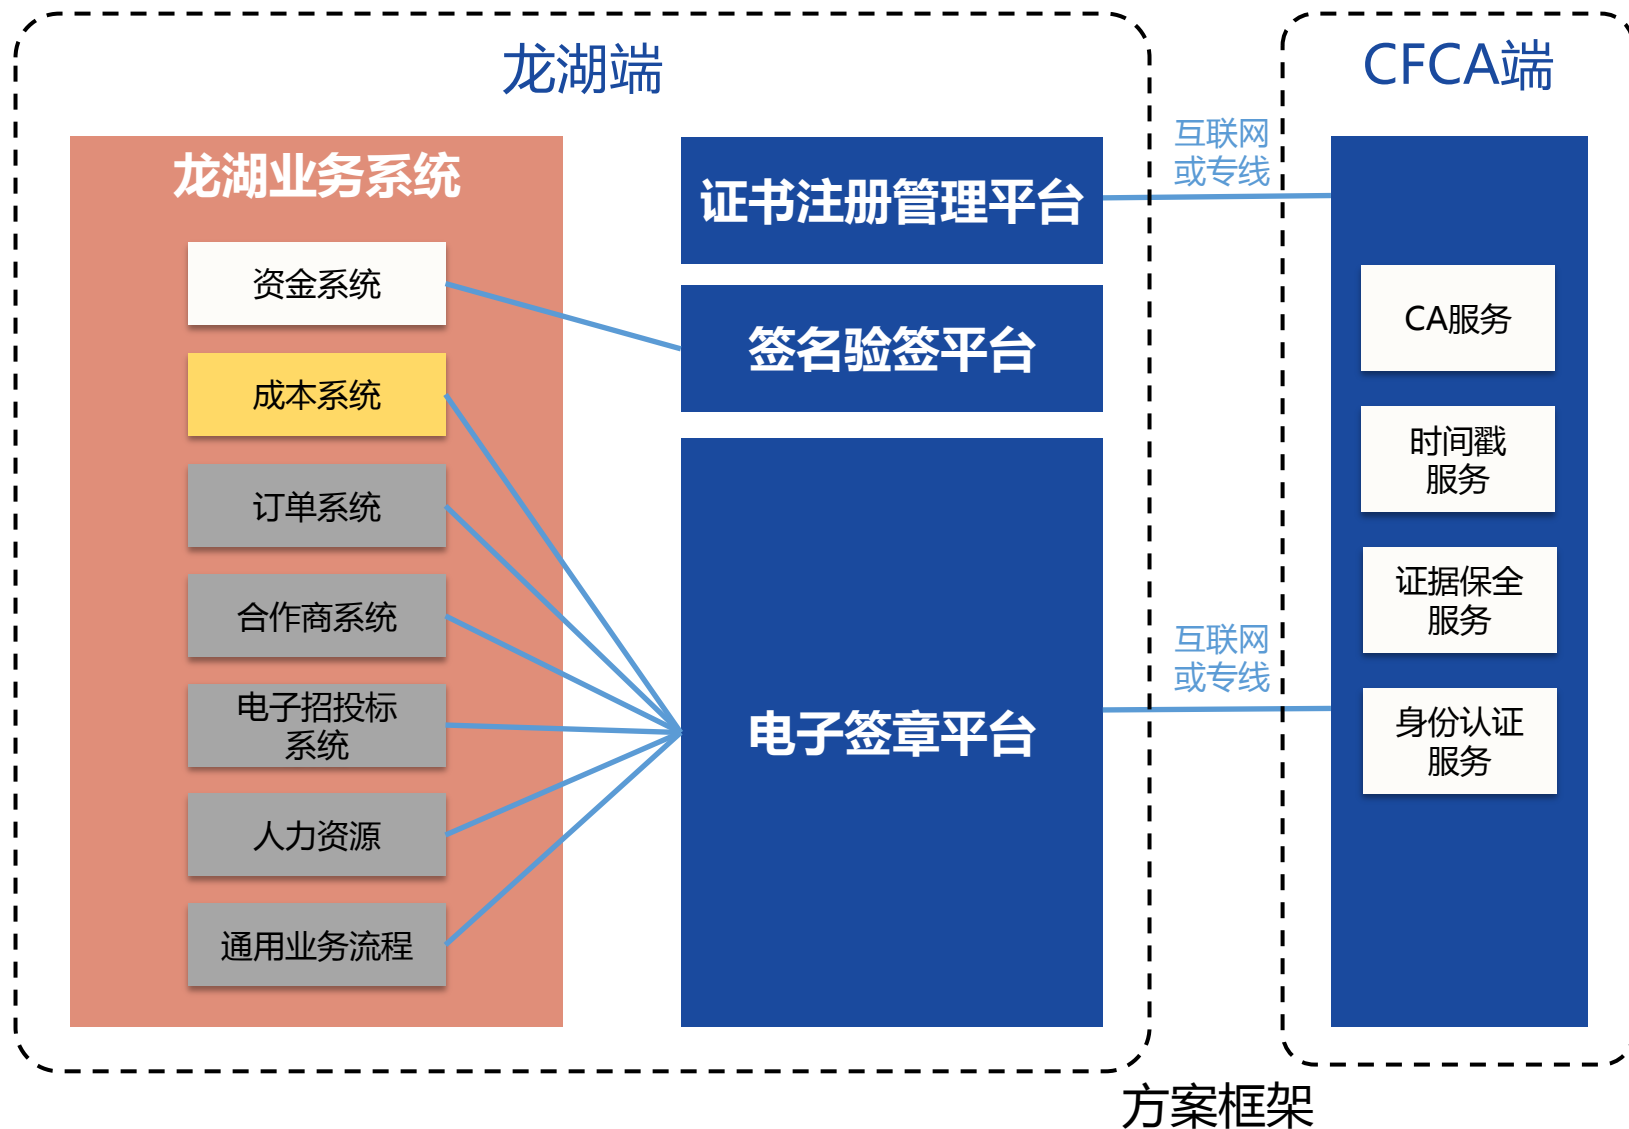 龙湖端
龙湖业务系统
资金系统
成本系统
订单系统
合作商系统
电子招投标
系统
人力资源
通用业务流程
证书注册管理平台
签名验签平台
电子签章平台
互联网
或专线
互联网
或专线
CFCA端
CA服务
时间戳
服务
证据保全
服务
身份认证
服务
方案框架